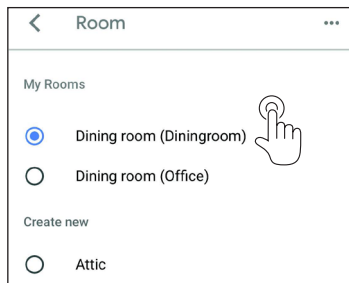 Room
My Rooms
Dining room (Diningroom)
Dining room (Office)
Create new
Attic